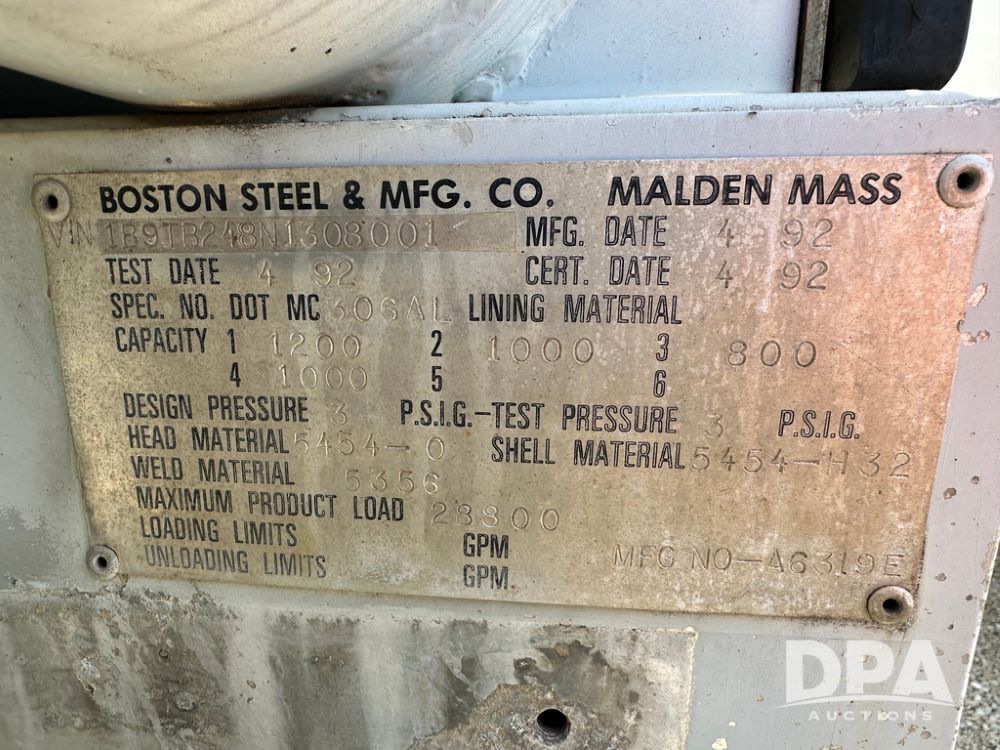 BOSTON STEEL & MFG. CO. MALDEN MASS
VIN 1B9TB248N1308001 MFG. DATE 4 92
TEST DATE 4 92 CERT. DATE 4 92
SPEC. NO. DOT MC 306AL LINING MATERIAL
CAPACITY 1 1200 2 1000 3 800
4 1000 5 6
DESIGN PRESSURE 3 P.S.I.G.-TEST PRESSURE 3 P.S.I.G.
HEAD MATERIAL 5454-O SHELL MATERIAL 5454-H32
WELD MATERIAL 5356
MAXIMUM PRODUCT LOAD 28800
LOADING LIMITS GPM
UNLOADING LIMITS GPM.
MFG NO-A6319E
DPA
AUCTIONS